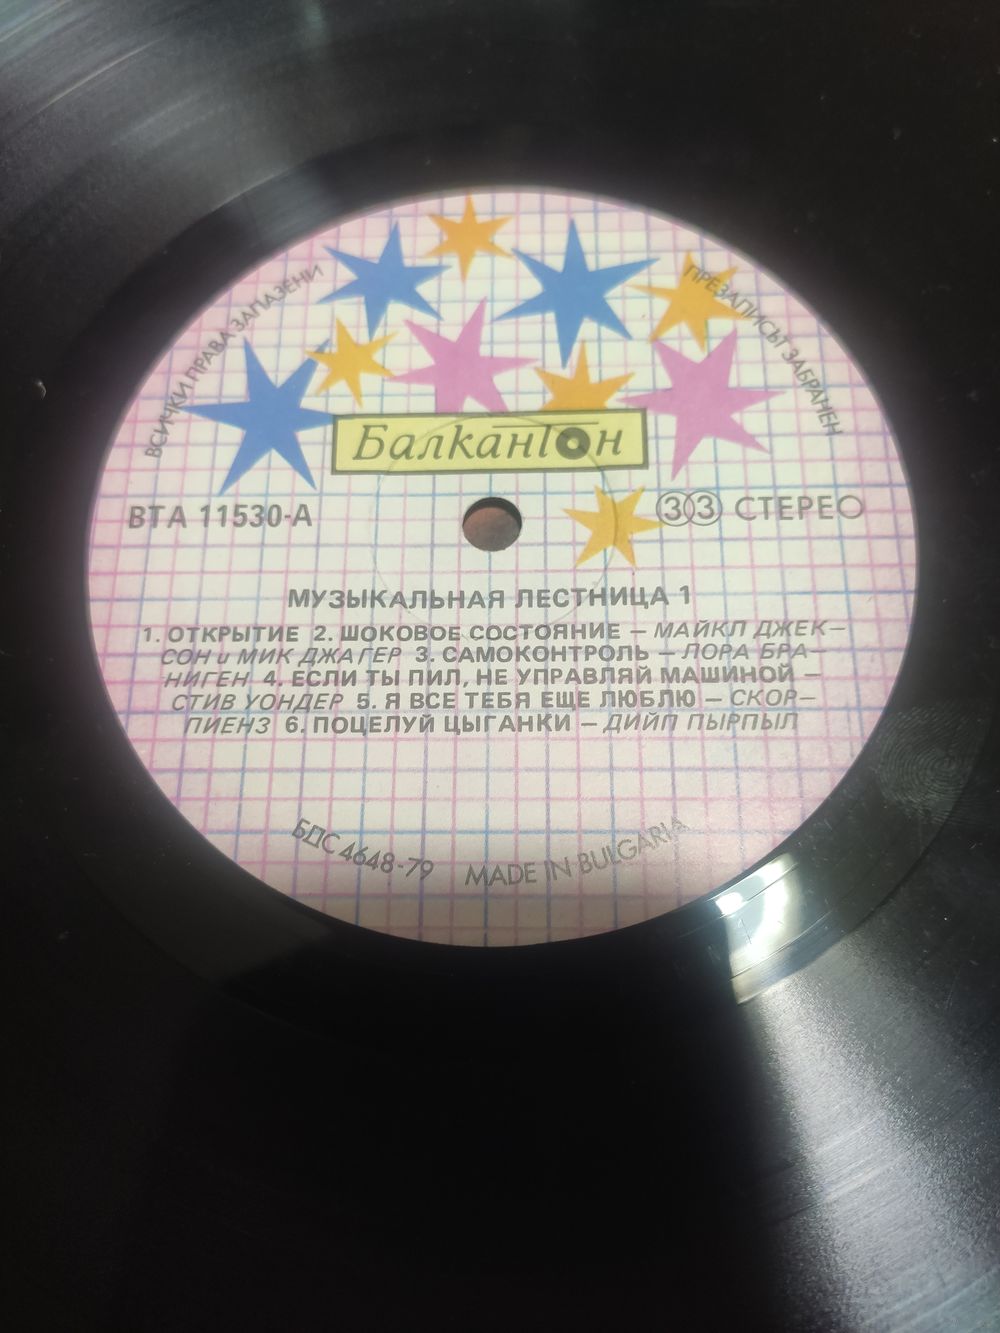 ВСИЧКИ ПРАВА ЗАПАЗЕНИ
ПРЕЗАПИСЪТ ЗАБРАНЕН
Балкантон
ВТА 11530-А
33 СТЕРЕО
МУЗЫКАЛЬНАЯ ЛЕСТНИЦА 1
1. ОТКРЫТИЕ 2. ШОКОВОЕ СОСТОЯНИЕ – МАЙКЛ ДЖЕК–
СОН и МИК ДЖАГЕР 3. САМОКОНТРОЛЬ – ЛОРА БРА–
НИГЕН 4. ЕСЛИ ТЫ ПИЛ, НЕ УПРАВЛЯЙ МАШИНОЙ –
СТИВ УОНДЕР 5. Я ВСЕ ТЕБЯ ЕЩЕ ЛЮБЛЮ – СКОР–
ПИЕНЗ 6. ПОЦЕЛУЙ ЦЫГАНКИ – ДИЙП ПЫРПЫЛ
БДС 4648-79 MADE IN BULGARIA